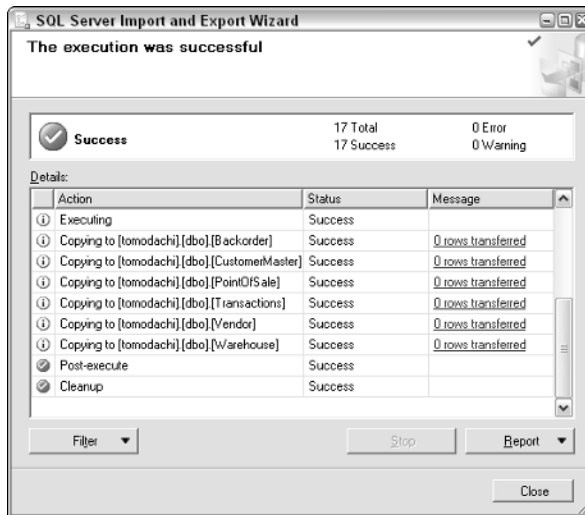 SQL Server Import and Export Wizard
The execution was successful
Success
17 Total 0 Error
17 Success 0 Warning
Details:
Action Status Message
Executing Success
Copying to [tomodachi].[dbo].[Backorder] Success 0 rows transferred
Copying to [tomodachi].[dbo].[CustomerMaster] Success 0 rows transferred
Copying to [tomodachi].[dbo].[PointOfSale] Success 0 rows transferred
Copying to [tomodachi].[dbo].[Transactions] Success 0 rows transferred
Copying to [tomodachi].[dbo].[Vendor] Success 0 rows transferred
Copying to [tomodachi].[dbo].[Warehouse] Success 0 rows transferred
Post-execute Success
Cleanup Success
Filter Stop Report
Close